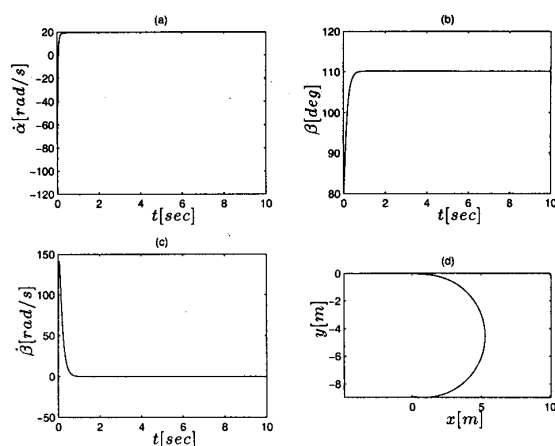 (a)
20
0
-20
-40
-60
-80
-100
-120
0 2 4 6 8 10
α̇[rad/s]
t[sec]
(b)
120
110
100
90
80
0 2 4 6 8 10
β[deg]
t[sec]
(c)
150
100
50
0
-50
0 2 4 6 8 10
β̇[rad/s]
t[sec]
(d)
0
-2
-4
-6
-8
0 5 10
y[m]
x[m]